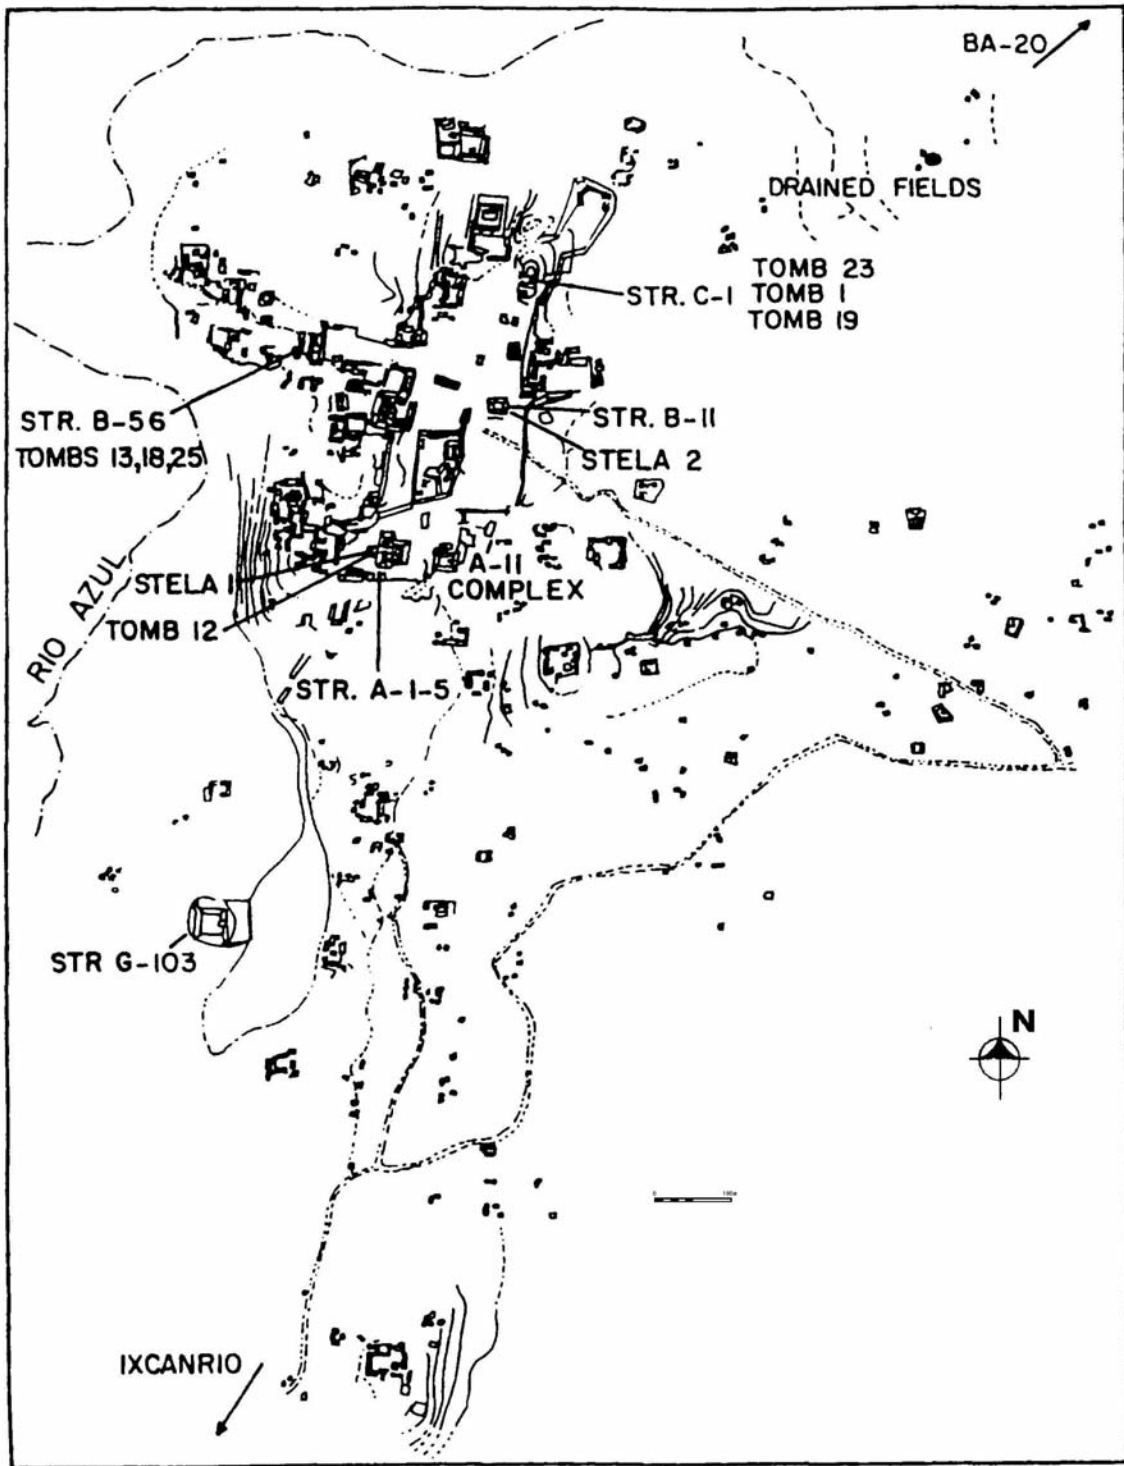 BA-20
DRAINED FIELDS
TOMB 23
STR. C-1 TOMB 1
TOMB 19
STR. B-56
TOMBS 13,18,25
STR. B-11
STELA 2
STELA 1
A-11
COMPLEX
TOMB 12
RIO AZUL
STR. A-1-5
STR G-103
N
0
IXCANRIO